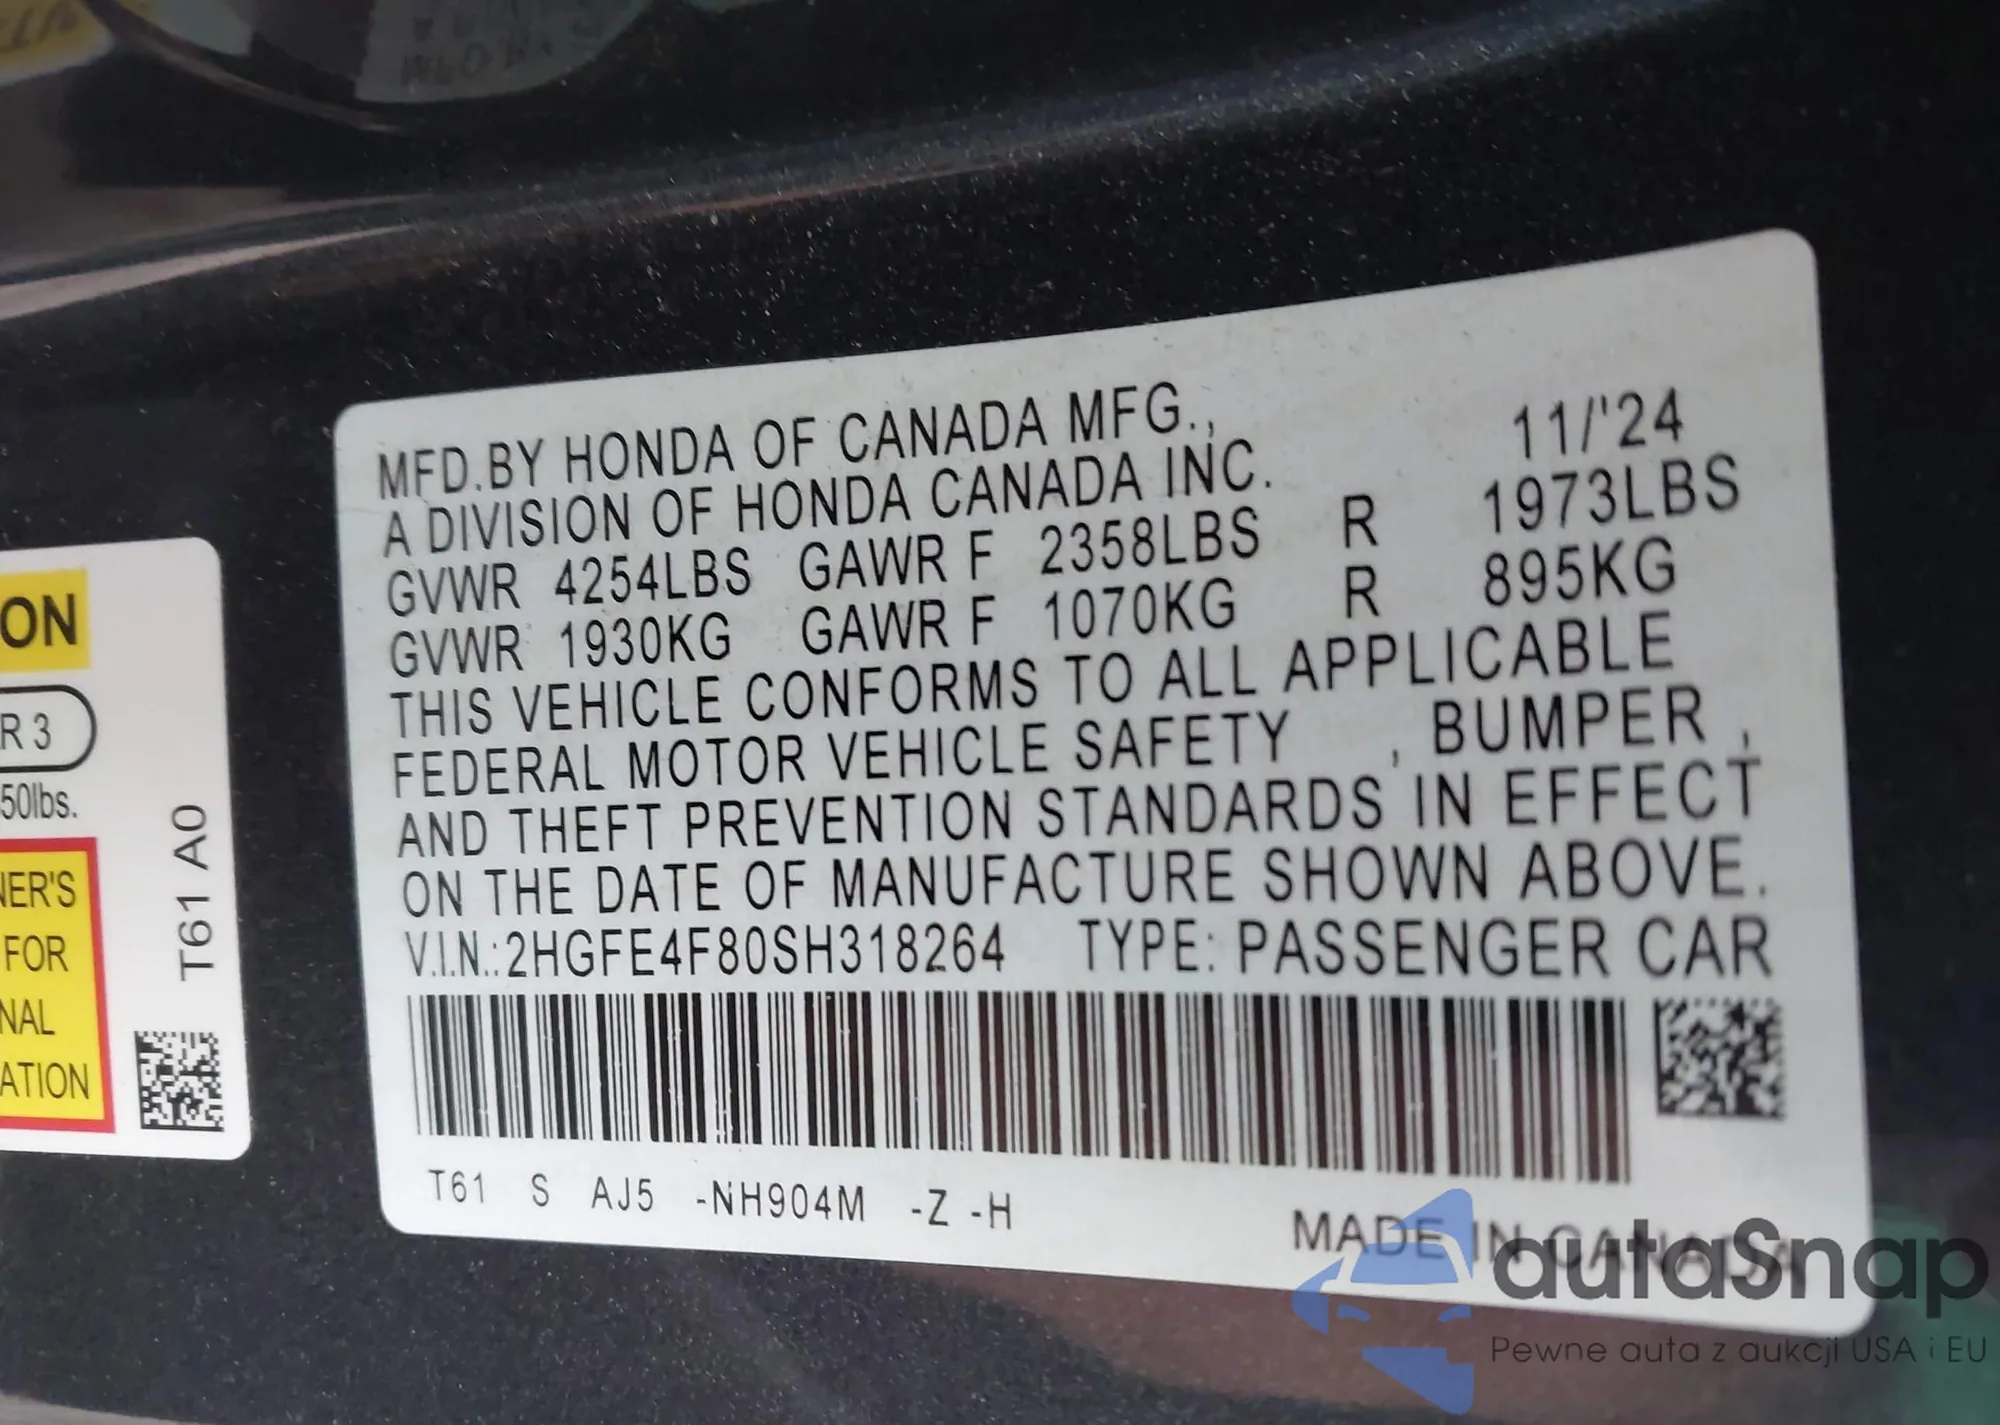 MFD.BY HONDA OF CANADA MFG., 11/'24
A DIVISION OF HONDA CANADA INC.
GVWR 4254LBS GAWR F 2358LBS R 1973LBS
GVWR 1930KG GAWR F 1070KG R 895KG
THIS VEHICLE CONFORMS TO ALL APPLICABLE
FEDERAL MOTOR VEHICLE SAFETY , BUMPER ,
AND THEFT PREVENTION STANDARDS IN EFFECT
ON THE DATE OF MANUFACTURE SHOWN ABOVE.
V.I.N.:2HGFE4F80SH318264 TYPE: PASSENGER CAR
T61 S AJ5 -NH904M -Z -H
MADE IN CANADA
ON
R 3
50lbs.
NER'S
FOR
NAL
ATION
T61 A0
autaSnap
Pewne auta z aukcji USA i EU